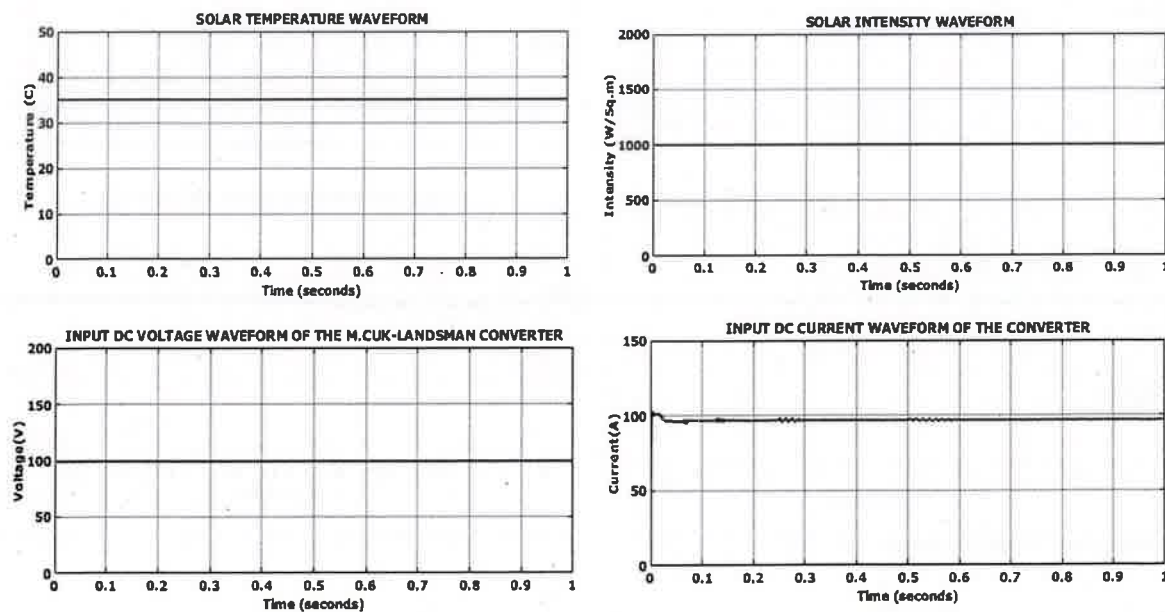 SOLAR TEMPERATURE WAVEFORM
50
40
30
20
10
0
Temperature (C)
0 0.1 0.2 0.3 0.4 0.5 0.6 0.7 0.8 0.9 1
Time (seconds)
SOLAR INTENSITY WAVEFORM
2000
1500
1000
500
0
Intensity (W/Sq.m)
0 0.1 0.2 0.3 0.4 0.5 0.6 0.7 0.8 0.9 1
Time (seconds)
INPUT DC VOLTAGE WAVEFORM OF THE M.CUK-LANDSMAN CONVERTER
200
150
100
50
0
Voltage(V)
0 0.1 0.2 0.3 0.4 0.5 0.6 0.7 0.8 0.9 1
Time (seconds)
INPUT DC CURRENT WAVEFORM OF THE CONVERTER
150
100
50
0
Current(A)
0 0.1 0.2 0.3 0.4 0.5 0.6 0.7 0.8 0.9 1
Time (seconds)